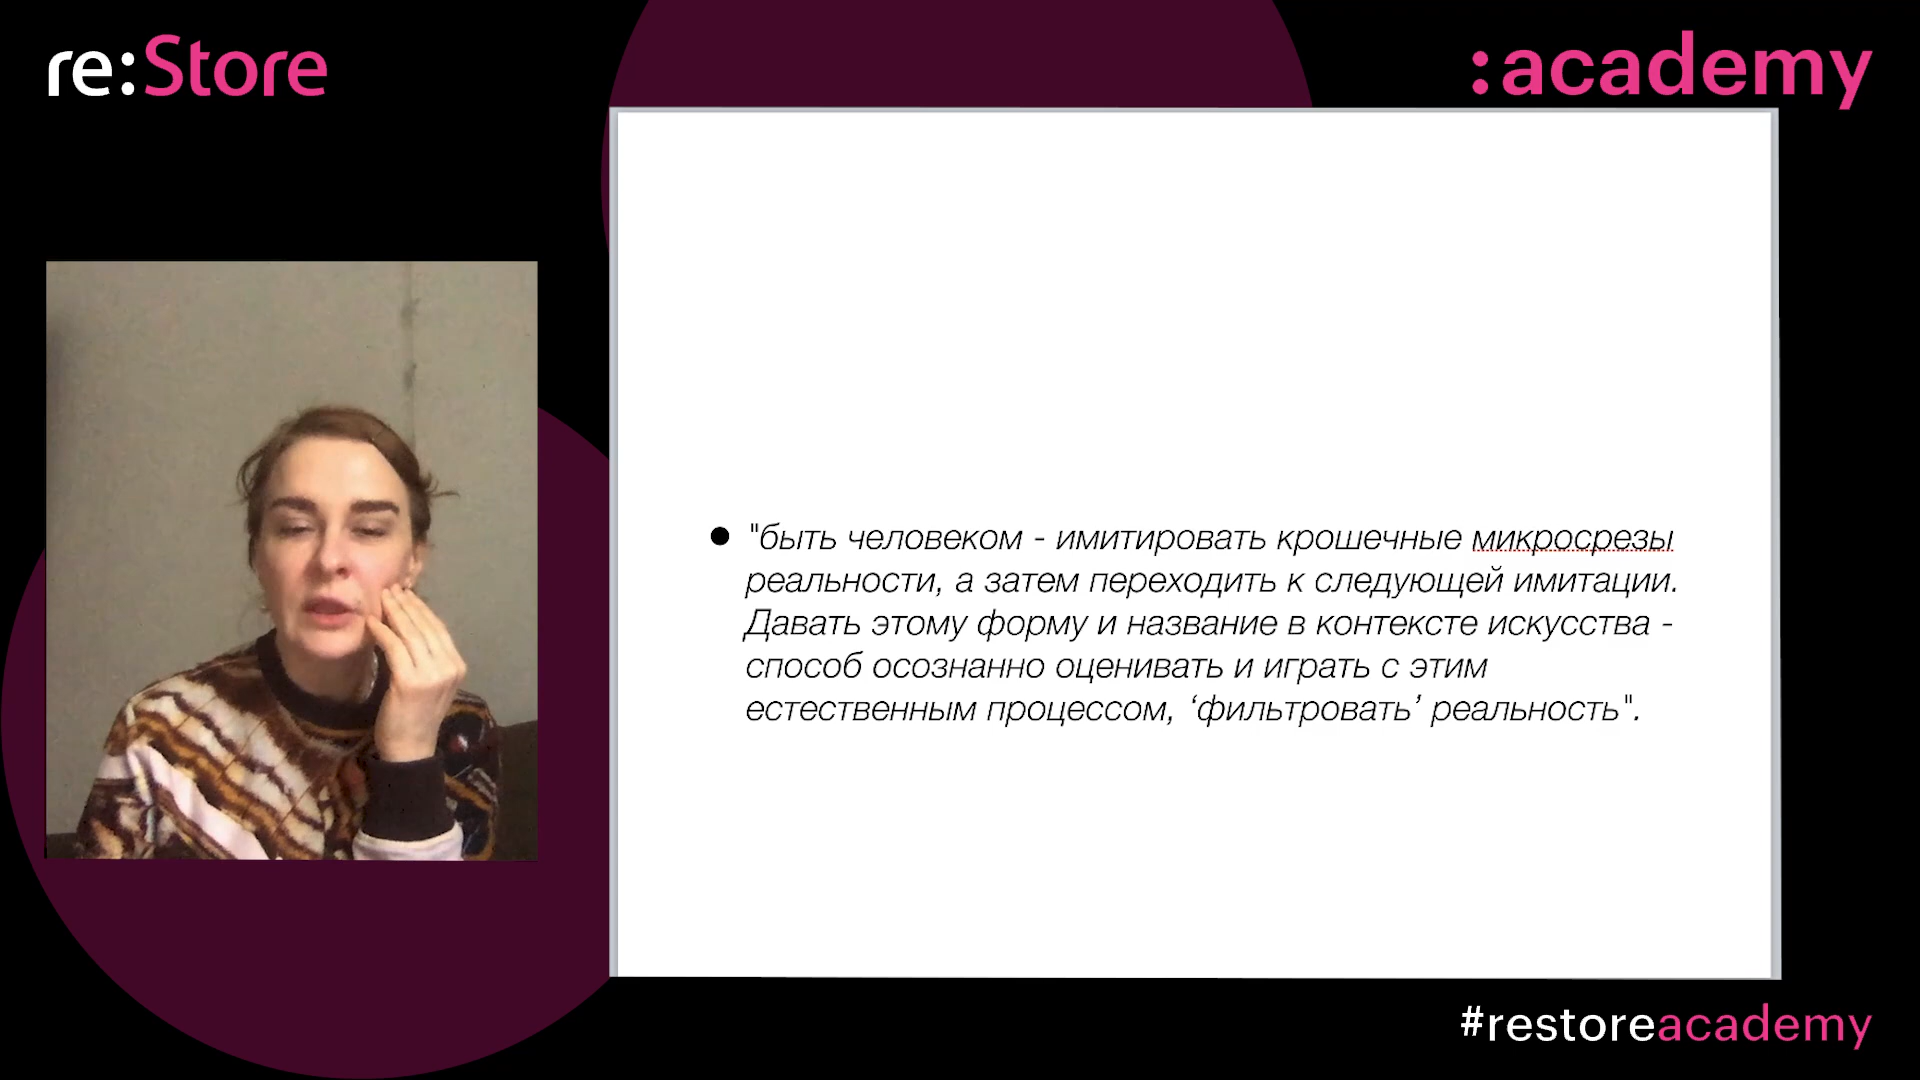 re:Store
:academy
"быть человеком - имитировать крошечные микросрезы
реальности, а затем переходить к следующей имитации.
Давать этому форму и название в контексте искусства -
способ осознанно оценивать и играть с этим
естественным процессом, ‘фильтровать’ реальность".
#restoreacademy